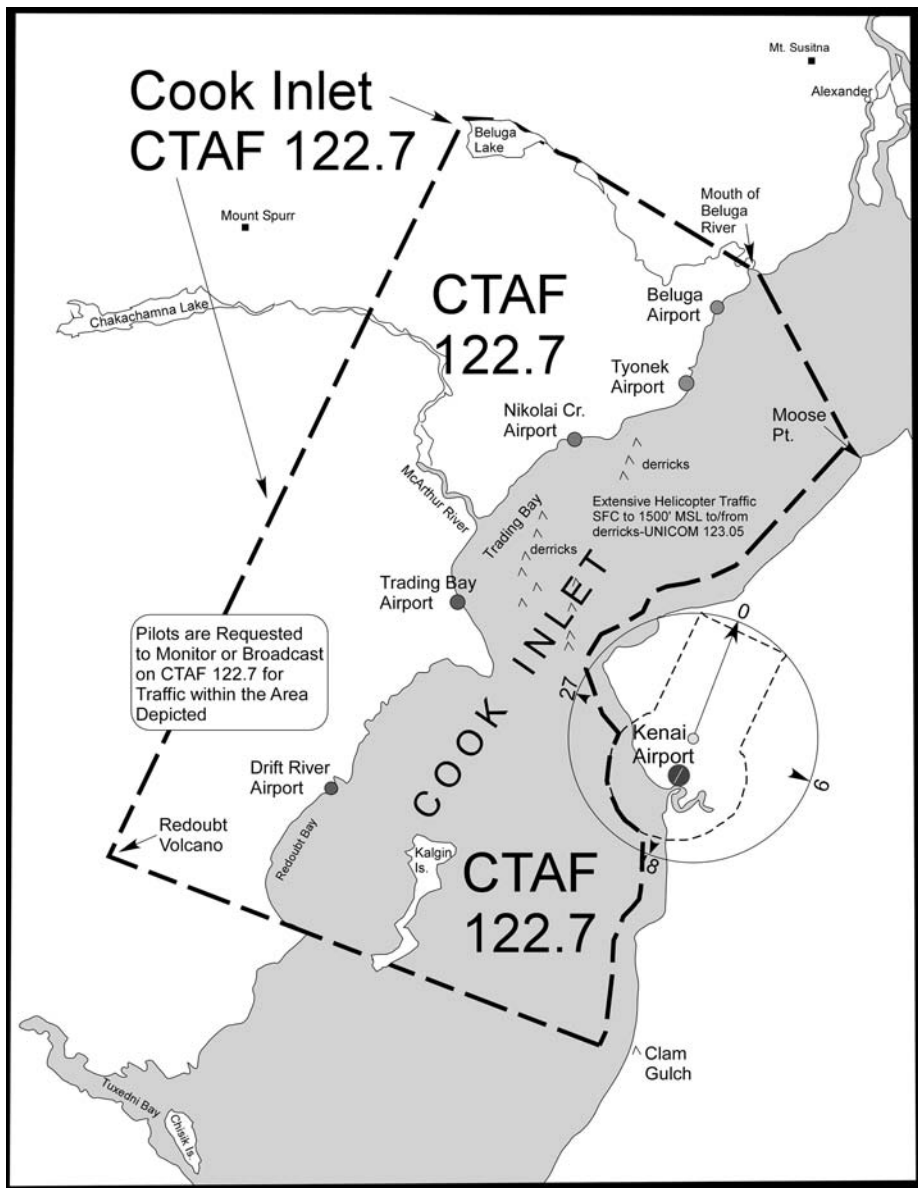 Mt. Susitna
Alexander
Cook Inlet
CTAF 122.7
Beluga
Lake
Mouth of
Beluga
River
Mount Spurr
CTAF
122.7
Chakachamna Lake
Beluga
Airport
Tyonek
Airport
Nikolai Cr.
Airport
Moose
Pt.
derricks
McArthur River
Extensive Helicopter Traffic
SFC to 1500' MSL to/from
derricks-UNICOM 123.05
Trading Bay
derricks
Trading Bay
Airport
COOK INLET
0
Pilots are Requested
to Monitor or Broadcast
on CTAF 122.7 for
Traffic within the Area
Depicted
27
Kenai
Airport
9
Drift River
Airport
Redoubt
Volcano
Redoubt Bay
Kalgin
Is.
18
CTAF
122.7
Clam
Gulch
Tuxedni Bay
Chisik Is.